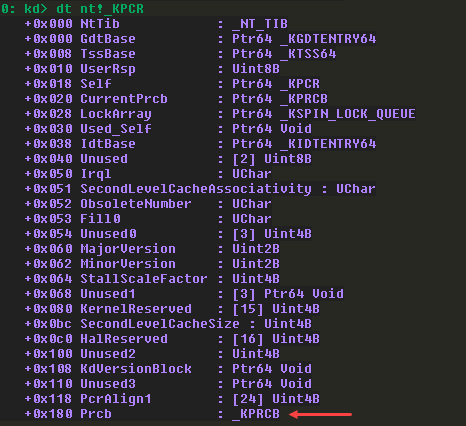 0: kd> dt nt!_KPCR
+0x000 NtTib : _NT_TIB
+0x000 GdtBase : Ptr64 _KGDTENTRY64
+0x008 TssBase : Ptr64 _KTSS64
+0x010 UserRsp : Uint8B
+0x018 Self : Ptr64 _KPCR
+0x020 CurrentPrcb : Ptr64 _KPRCB
+0x028 LockArray : Ptr64 _KSPIN_LOCK_QUEUE
+0x030 Used_Self : Ptr64 Void
+0x038 IdtBase : Ptr64 _KIDTENTRY64
+0x040 Unused : [2] Uint8B
+0x050 Irql : UChar
+0x051 SecondLevelCacheAssociativity : UChar
+0x052 ObsoleteNumber : UChar
+0x053 Fill0 : UChar
+0x054 Unused0 : [3] Uint4B
+0x060 MajorVersion : Uint2B
+0x062 MinorVersion : Uint2B
+0x064 StallScaleFactor : Uint4B
+0x068 Unused1 : [3] Ptr64 Void
+0x080 KernelReserved : [15] Uint4B
+0x0bc SecondLevelCacheSize : Uint4B
+0x0c0 HalReserved : [16] Uint4B
+0x100 Unused2 : Uint4B
+0x108 KdVersionBlock : Ptr64 Void
+0x110 Unused3 : Ptr64 Void
+0x118 PcrAlign1 : [24] Uint4B
+0x180 Prcb : _KPRCB